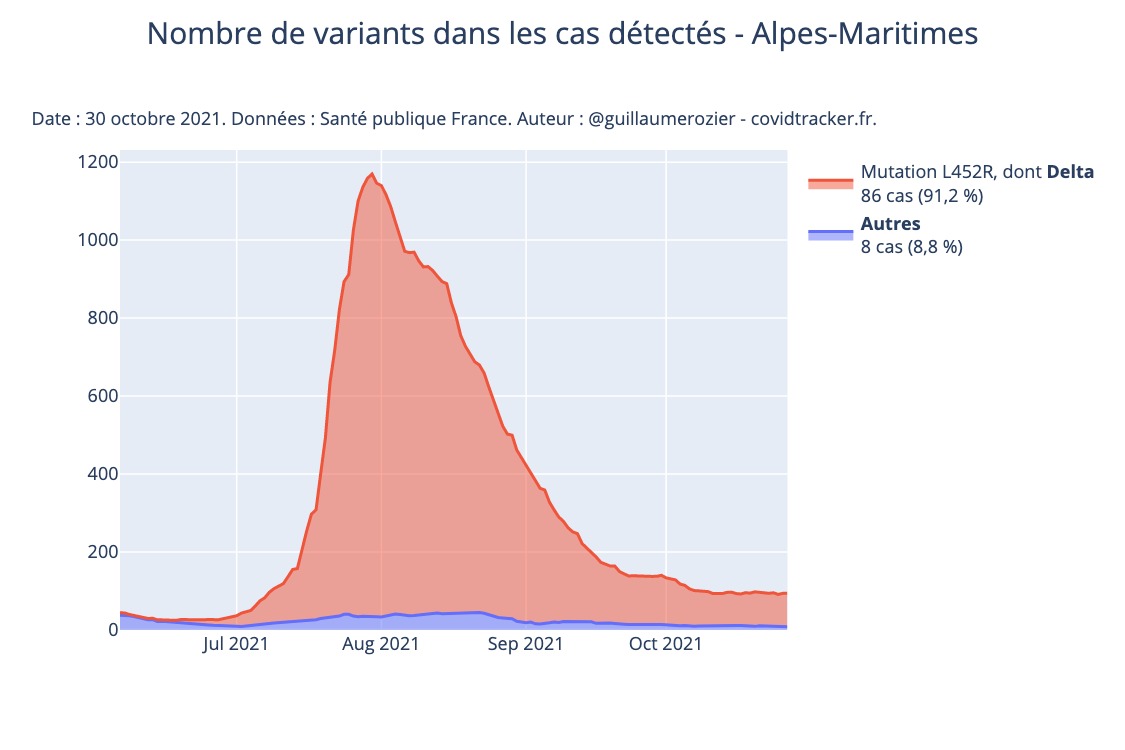 Nombre de variants dans les cas détectés - Alpes-Maritimes
Date : 30 octobre 2021. Données : Santé publique France. Auteur : @guillaumerozier - covidtracker.fr.
1200
1000
800
600
400
200
0
Jul 2021
Aug 2021
Sep 2021
Oct 2021
Mutation L452R, dont Delta
86 cas (91,2 %)
Autres
8 cas (8,8 %)